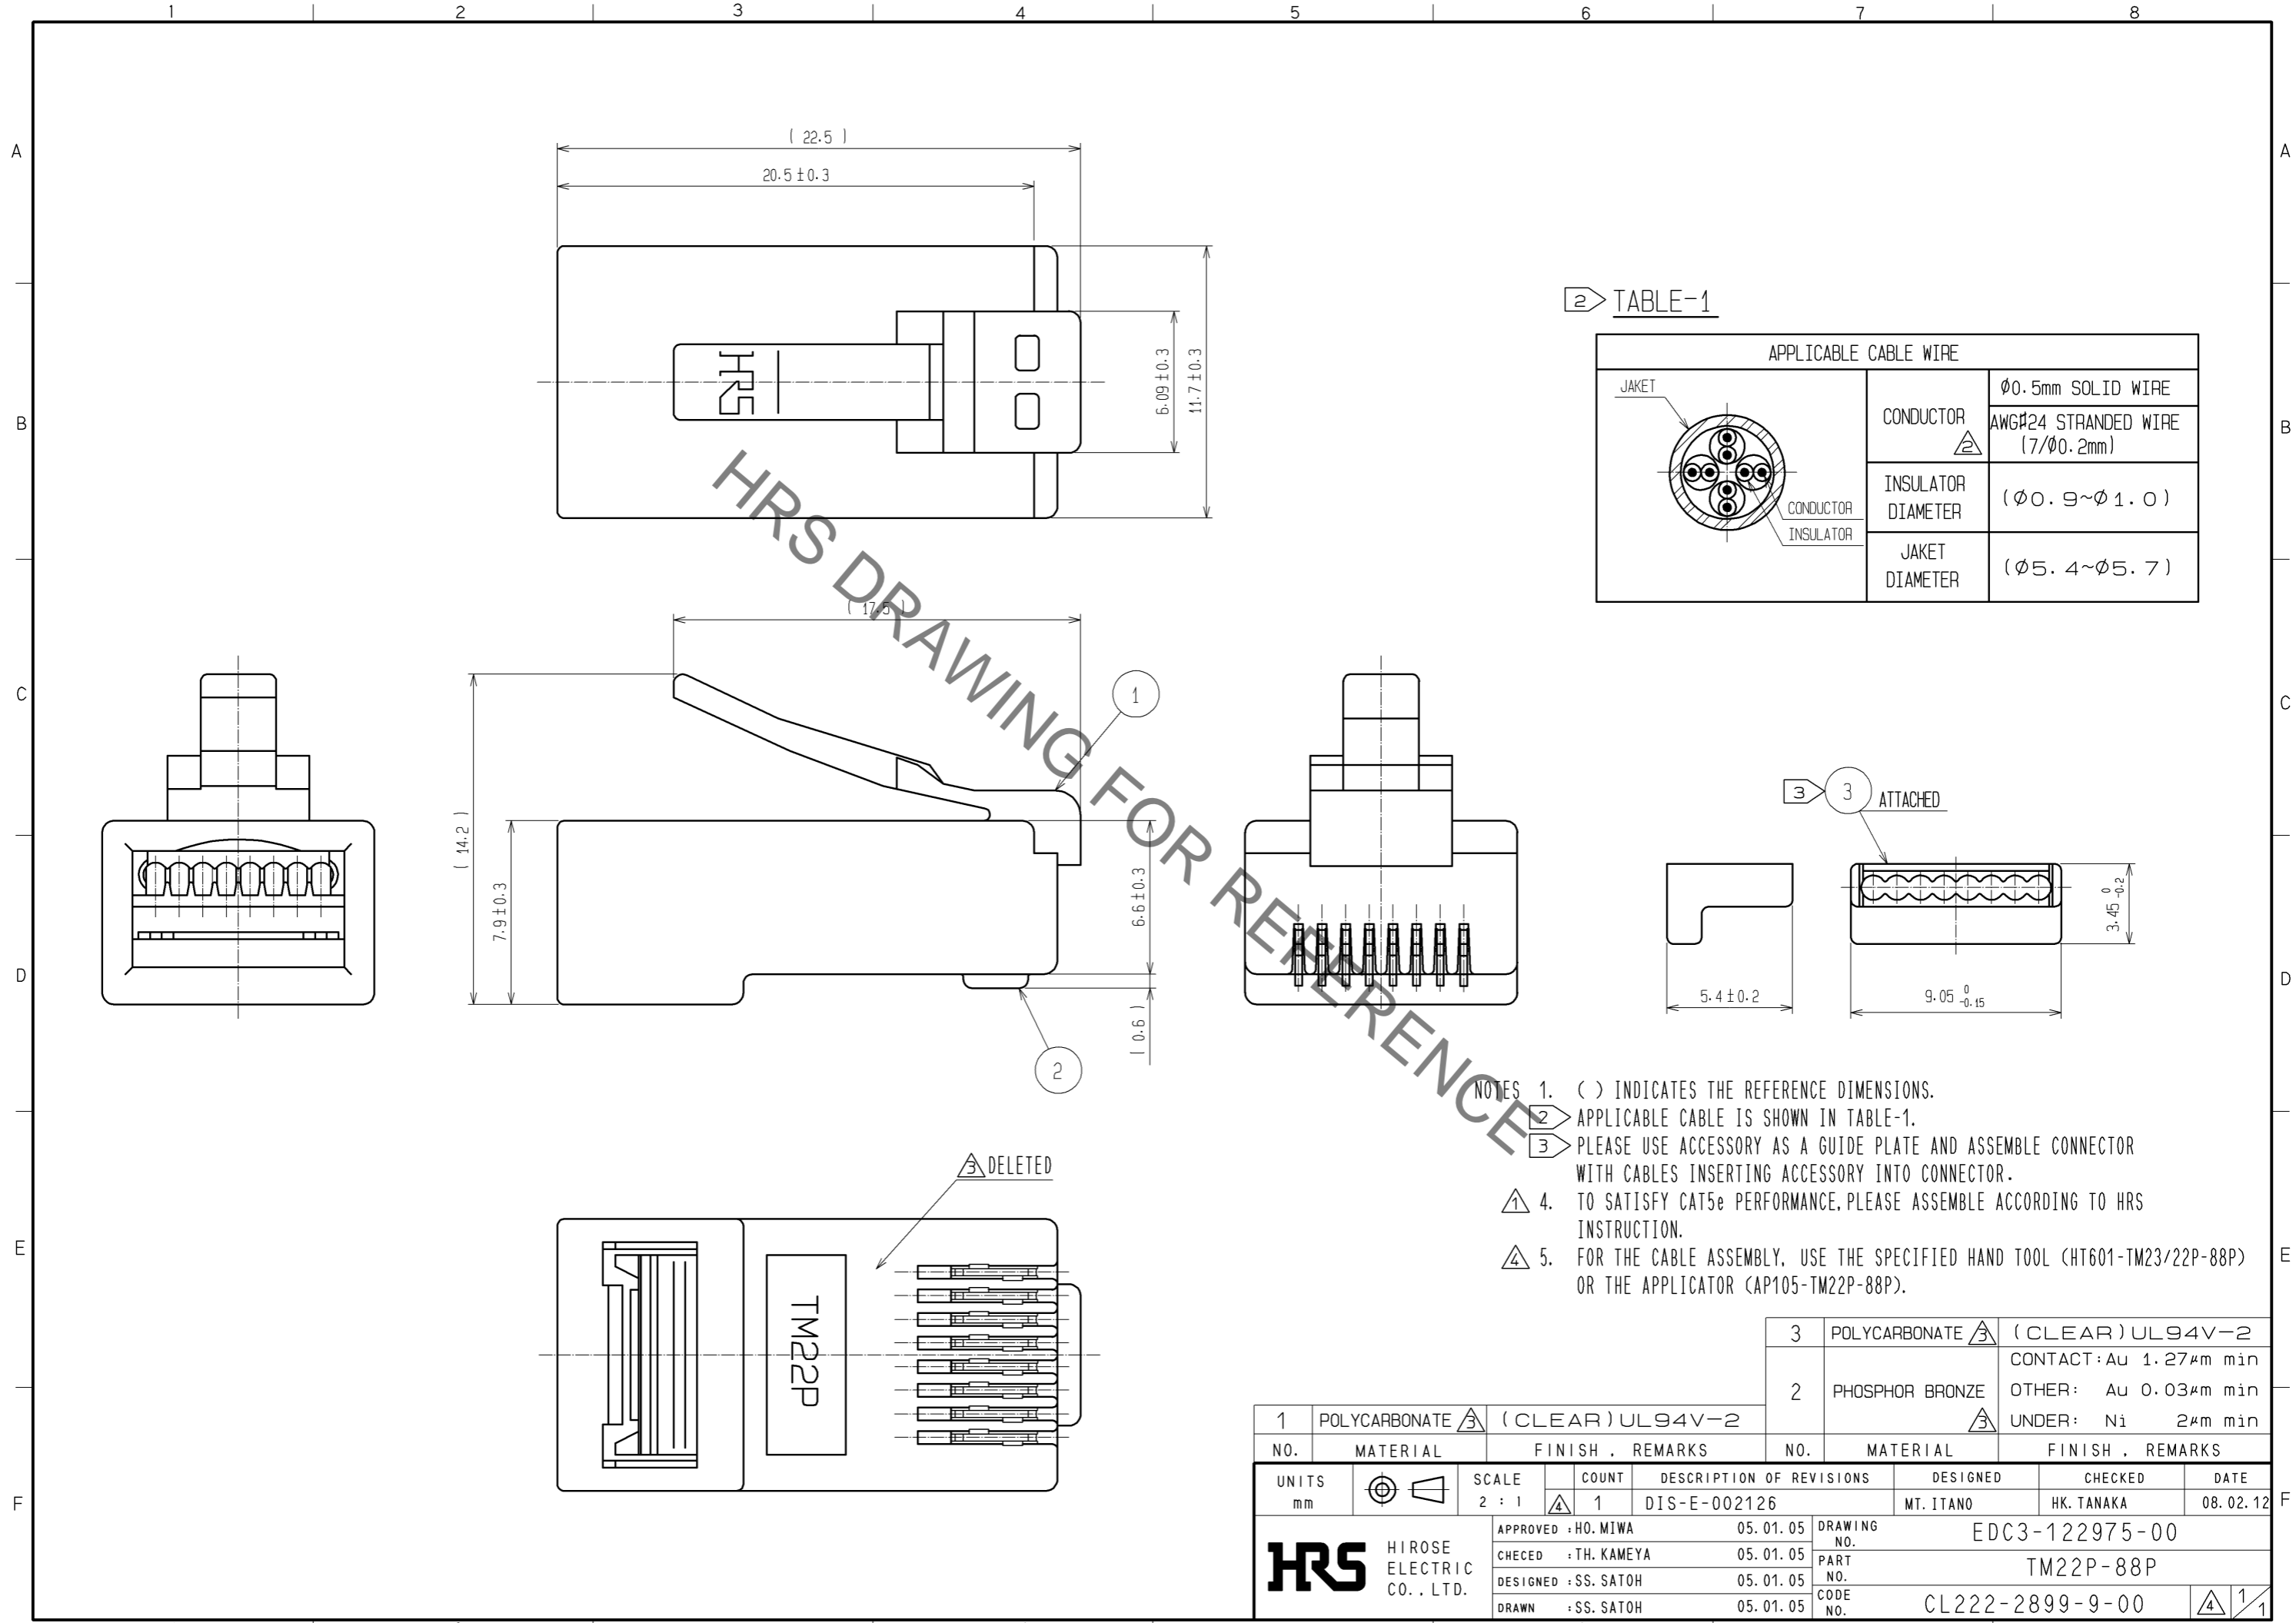 1 2 3 4 5 6 7 8
A A
B B
C C
D D
E E
F F
( 22.5 )
20.5±0.3
6.09±0.3
11.7±0.3
HRS
2 TABLE-1
APPLICABLE CABLE WIRE
JAKET
CONDUCTOR
INSULATOR
CONDUCTOR 2
Ø0.5mm SOLID WIRE
AWG#24 STRANDED WIRE
(7/Ø0.2mm)
INSULATOR
DIAMETER
(Ø0.9~Ø1.0)
JAKET
DIAMETER
(Ø5.4~Ø5.7)
HRS DRAWING FOR REFERENCE
( 17.5 )
( 14.2 )
7.9±0.3
6.6±0.3
( 0.6 )
1
2
3 3 ATTACHED
5.4±0.2
9.05 0 -0.15
3.45 0 -0.2
3 DELETED
TM22P
NOTES 1. ( ) INDICATES THE REFERENCE DIMENSIONS.
2 APPLICABLE CABLE IS SHOWN IN TABLE-1.
3 PLEASE USE ACCESSORY AS A GUIDE PLATE AND ASSEMBLE CONNECTOR
WITH CABLES INSERTING ACCESSORY INTO CONNECTOR.
1 4. TO SATISFY CAT5e PERFORMANCE,PLEASE ASSEMBLE ACCORDING TO HRS
INSTRUCTION.
4 5. FOR THE CABLE ASSEMBLY, USE THE SPECIFIED HAND TOOL (HT601-TM23/22P-88P)
OR THE APPLICATOR (AP105-TM22P-88P).
3 POLYCARBONATE 3 (CLEAR)UL94V-2
2 PHOSPHOR BRONZE 3
CONTACT:Au 1.27μm min
OTHER: Au 0.03μm min
UNDER: Ni 2μm min
1 POLYCARBONATE 3 (CLEAR)UL94V-2
NO. MATERIAL FINISH , REMARKS NO. MATERIAL FINISH , REMARKS
UNITS
mm
SCALE
2 : 1
COUNT DESCRIPTION OF REVISIONS DESIGNED CHECKED DATE
4 1 DIS-E-002126 MT.ITANO HK.TANAKA 08.02.12
HRS
HIROSE
ELECTRIC
CO.,LTD.
APPROVED :HO.MIWA 05.01.05
CHECED :TH.KAMEYA 05.01.05
DESIGNED :SS.SATOH 05.01.05
DRAWN :SS.SATOH 05.01.05
DRAWING NO. EDC3-122975-00
PART NO. TM22P-88P
CODE NO. CL222-2899-9-00 4 1/1